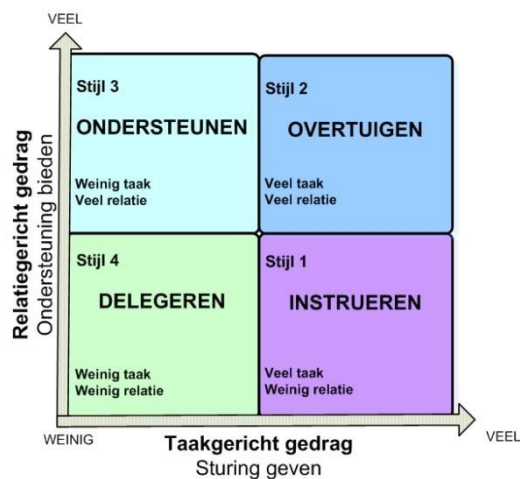 VEEL
Stijl 3
ONDERSTEUNEN
Weinig taak
Veel relatie
Stijl 2
OVERTUIGEN
Veel taak
Veel relatie
Relatiegericht gedrag
Ondersteuning bieden
Stijl 4
DELEGEREN
Weinig taak
Weinig relatie
Stijl 1
INSTRUEREN
Veel taak
Weinig relatie
WEINIG
Taakgericht gedrag
Sturing geven
VEEL